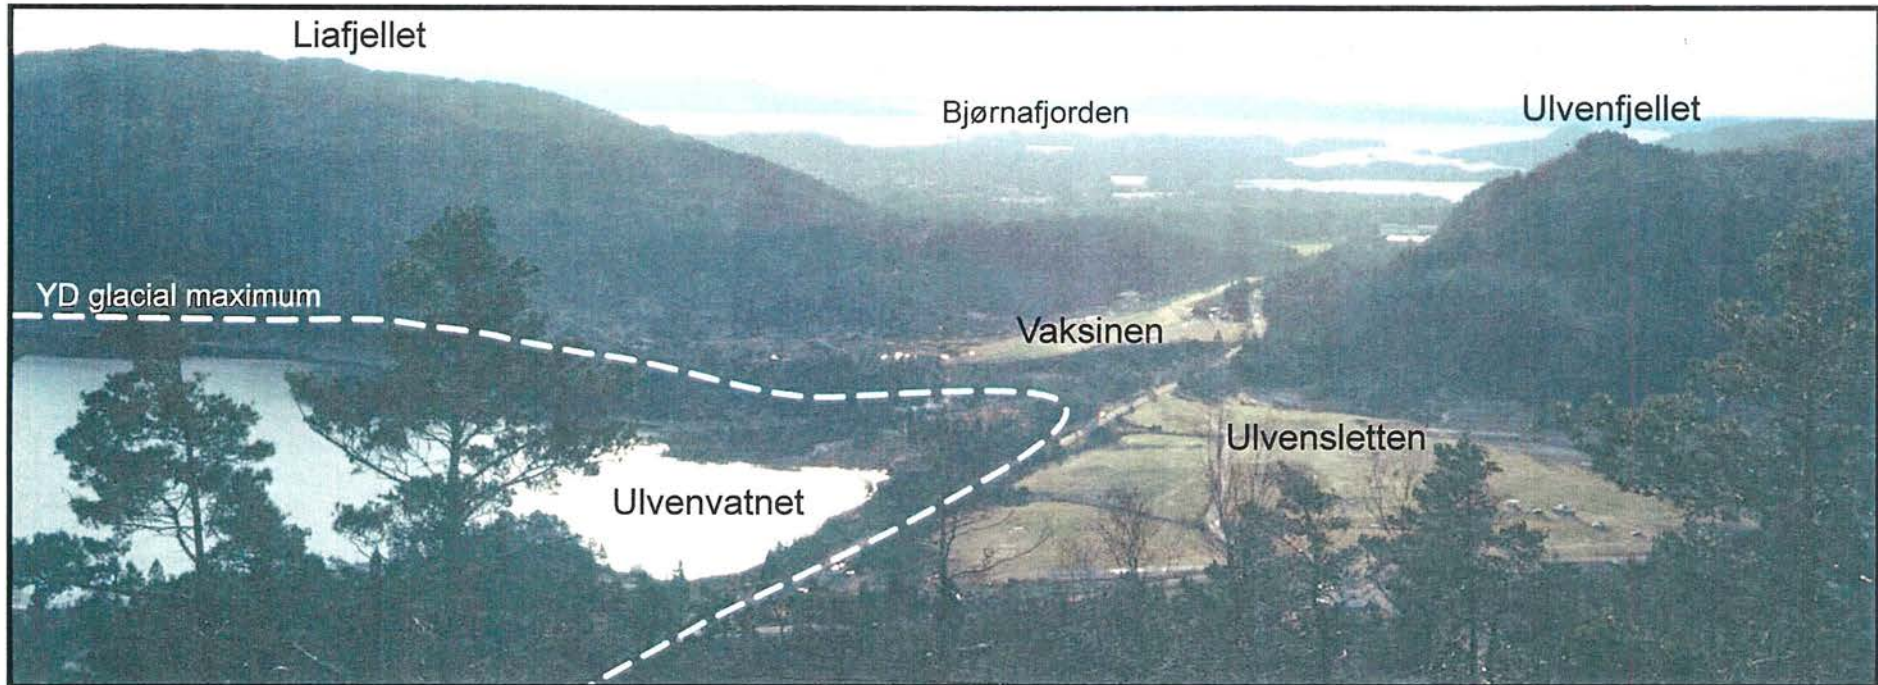 Liafjellet
Bjørnafjorden
Ulvenfjellet
YD glacial maximum
Vaksinen
Ulvensletten
Ulvenvatnet